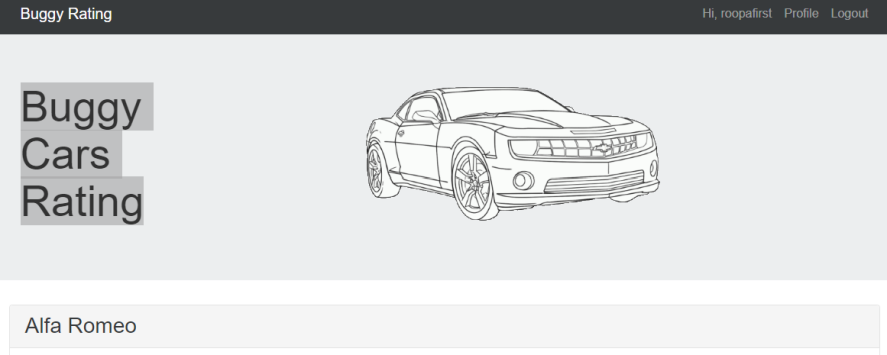 Buggy Rating
Hi, roopafirst Profile Logout
Buggy
Cars
Rating
Alfa Romeo